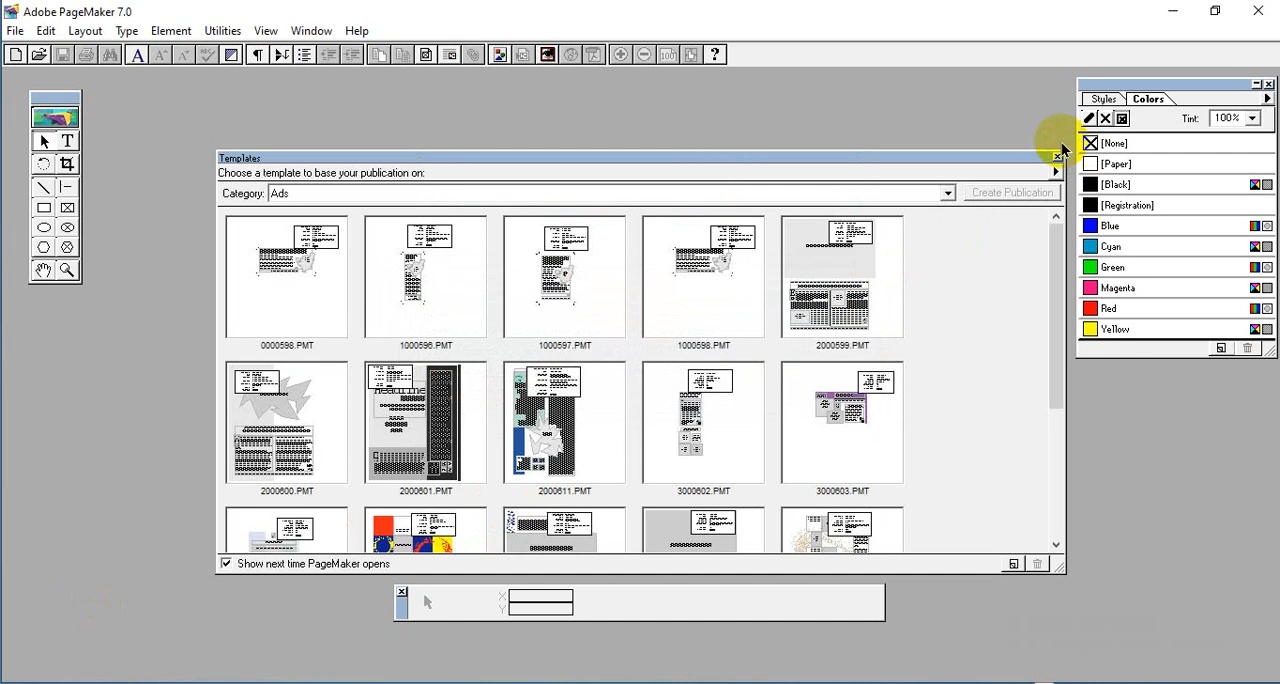 Adobe PageMaker 7.0
File Edit Layout Type Element Utilities View Window Help
Styles Colors
Tint: 100%
[None]
[Paper]
[Black]
[Registration]
Blue
Cyan
Green
Magenta
Red
Yellow
Templates
Choose a template to base your publication on:
Category: Ads Create Publication
0000598.PMT 1000596.PMT 1000597.PMT 1000598.PMT 2000599.PMT
2000600.PMT 2000601.PMT 2000611.PMT 3000602.PMT 3000603.PMT
Show next time PageMaker opens
X
Y